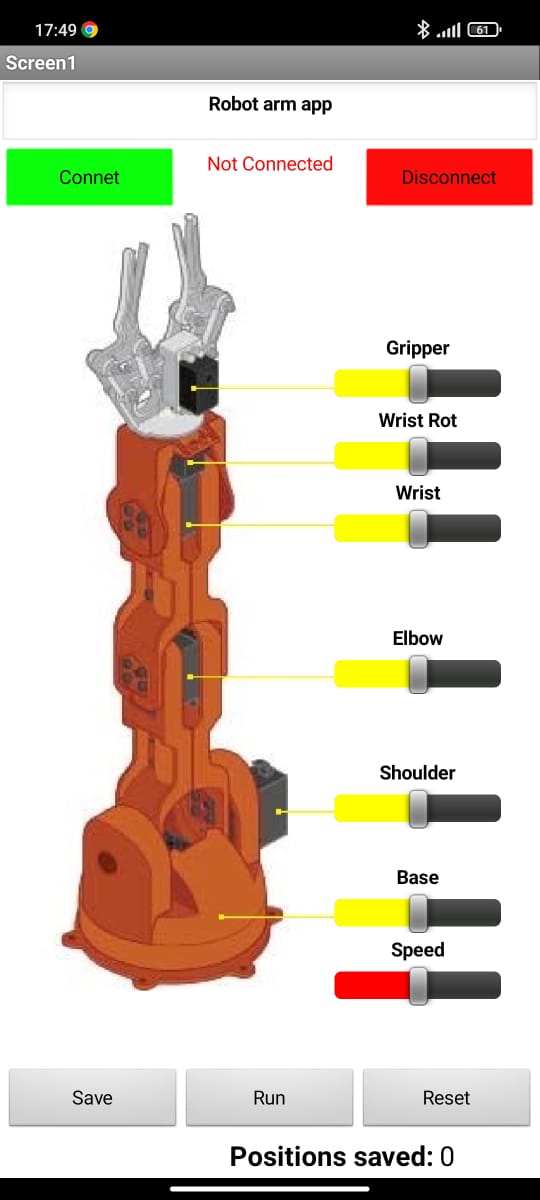 17:49
61
Screen1
Robot arm app
Connet
Not Connected
Disconnect
Gripper
Wrist Rot
Wrist
Elbow
Shoulder
Base
Speed
Save
Run
Reset
Positions saved: 0